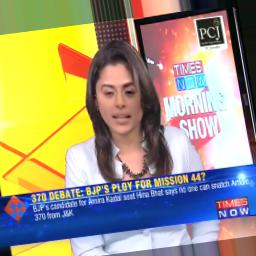 PCJ
TIMES
NOW
MORNING
SHOW
370 DEBATE: BJP'S PLOY FOR MISSION 44?
BJP's candidate for Amira Kadal seat Hina Bhat says no one can snatch Article
370 from J&K
TIMES
NOW